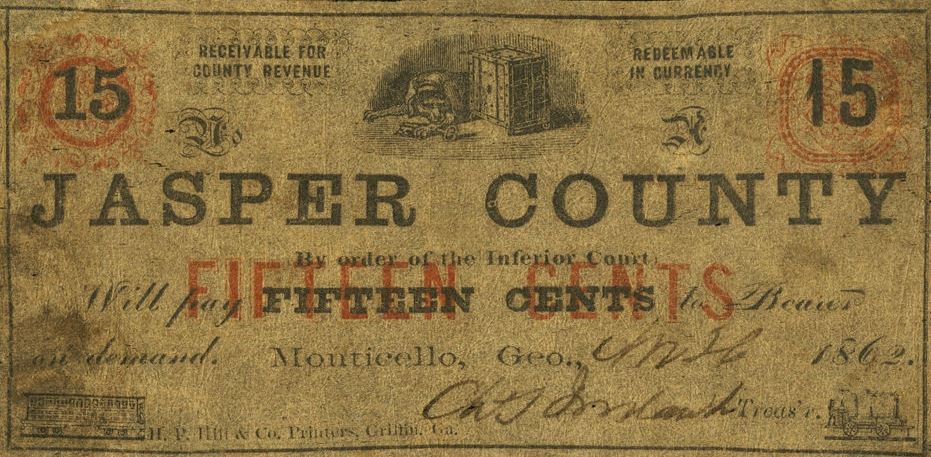 15 RECEIVABLE FOR COUNTY REVENUE REDEEMABLE IN CURRENCY 15
No. A
JASPER COUNTY
By order of the Inferior Court
FIFTEEN CENTS
Will pay FIFTEEN CENTS to Bearer
on demand. Monticello, Geo., 1862.
Treas'r.
H. P. Hill & Co. Printers, Griffin, Ga.